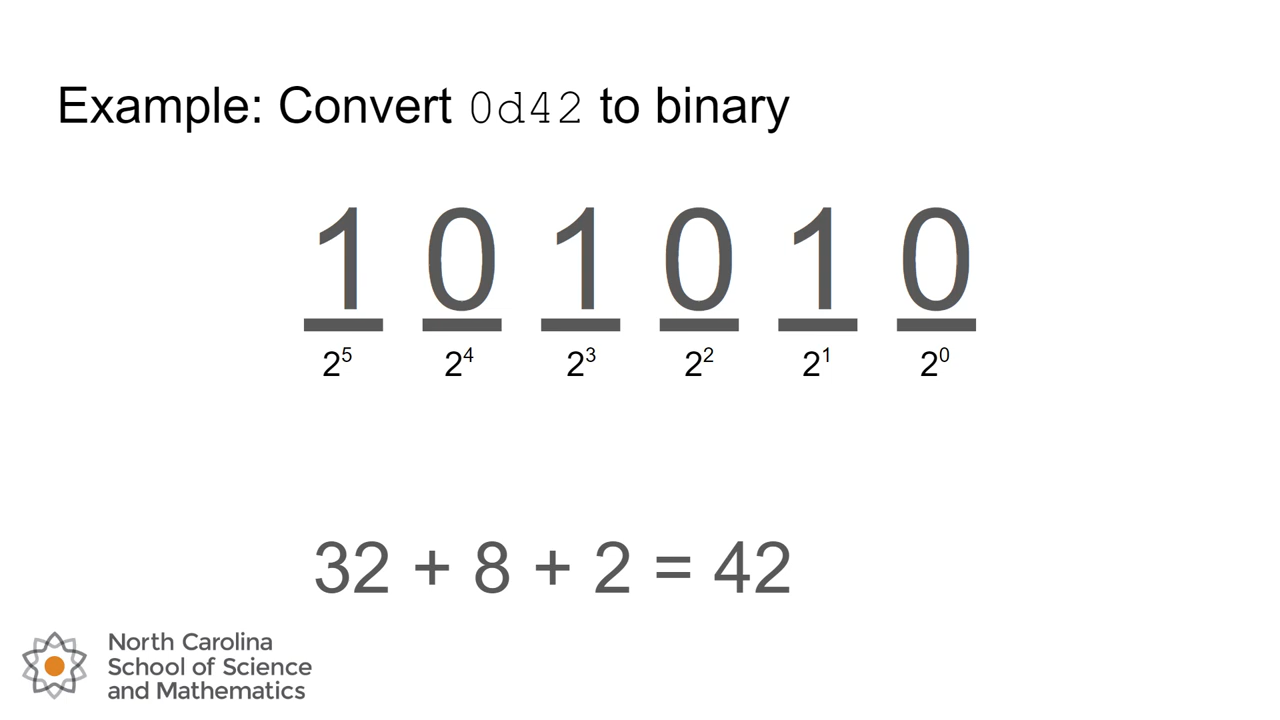 Example: Convert 0d42 to binary
1 0 1 0 1 0
2⁵ 2⁴ 2³ 2² 2¹ 2⁰
32 + 8 + 2 = 42
North Carolina
School of Science
and Mathematics